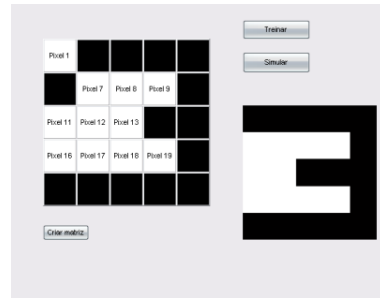 Treinar
Pixel 1
Simular
Pixel 7 Pixel 8 Pixel 9
Pixel 11 Pixel 12 Pixel 13
Pixel 16 Pixel 17 Pixel 18 Pixel 19
Criar matriz